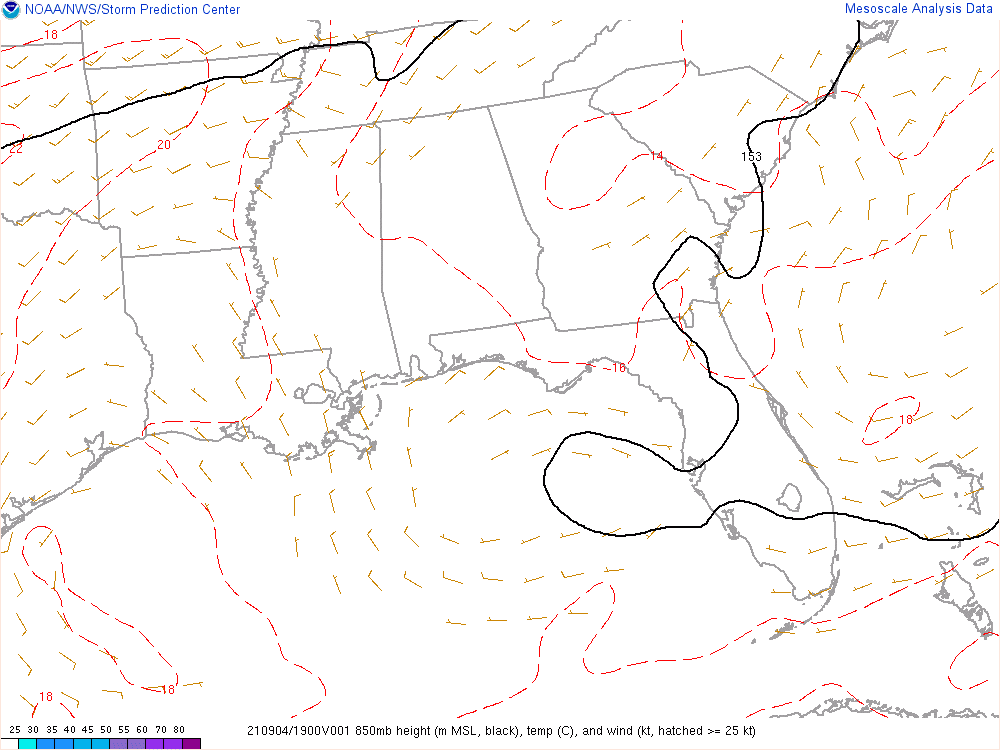 NOAA/NWS/Storm Prediction Center
Mesoscale Analysis Data
18
22
20
14
153
16
18
18
18
25 30 35 40 45 50 55 60 70 80
210904/1900V001 850mb height (m MSL, black), temp (C), and wind (kt, hatched >= 25 kt)